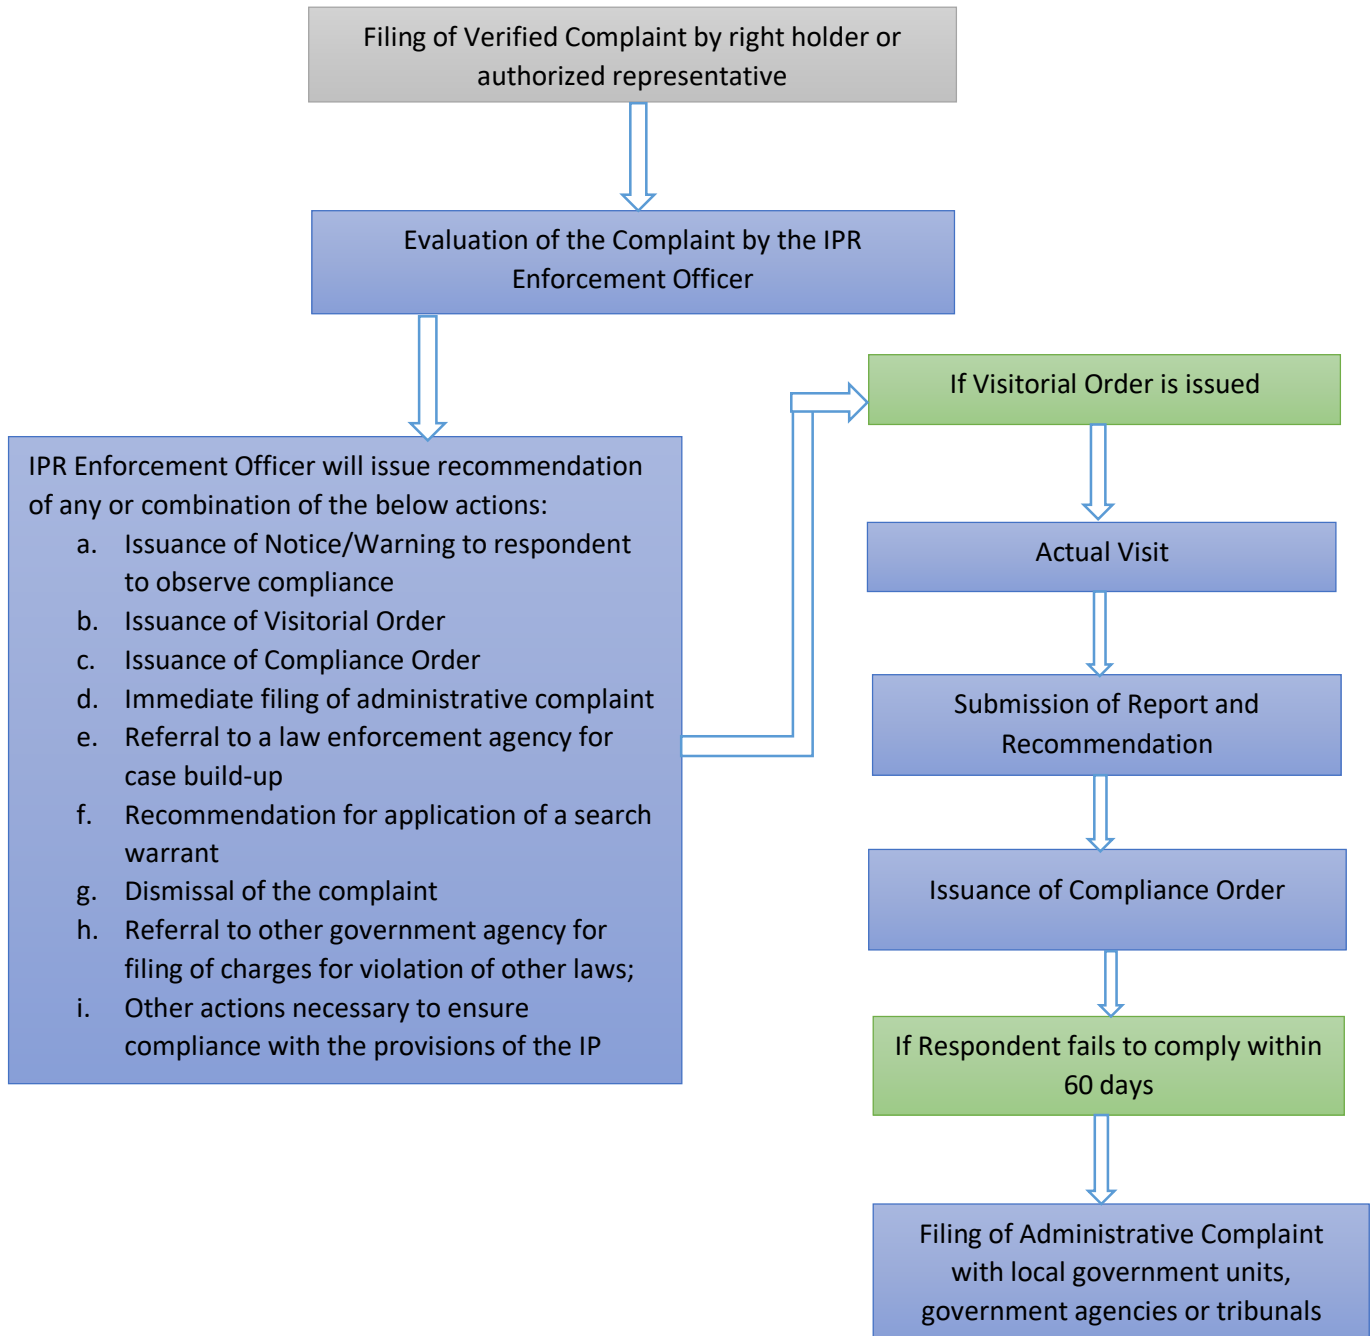 Filing of Verified Complaint by right holder or
authorized representative
Evaluation of the Complaint by the IPR
Enforcement Officer
IPR Enforcement Officer will issue recommendation
of any or combination of the below actions:
a. Issuance of Notice/Warning to respondent
to observe compliance
b. Issuance of Visitorial Order
c. Issuance of Compliance Order
d. Immediate filing of administrative complaint
e. Referral to a law enforcement agency for
case build-up
f. Recommendation for application of a search
warrant
g. Dismissal of the complaint
h. Referral to other government agency for
filing of charges for violation of other laws;
i. Other actions necessary to ensure
compliance with the provisions of the IP
If Visitorial Order is issued
Actual Visit
Submission of Report and
Recommendation
Issuance of Compliance Order
If Respondent fails to comply within
60 days
Filing of Administrative Complaint
with local government units,
government agencies or tribunals